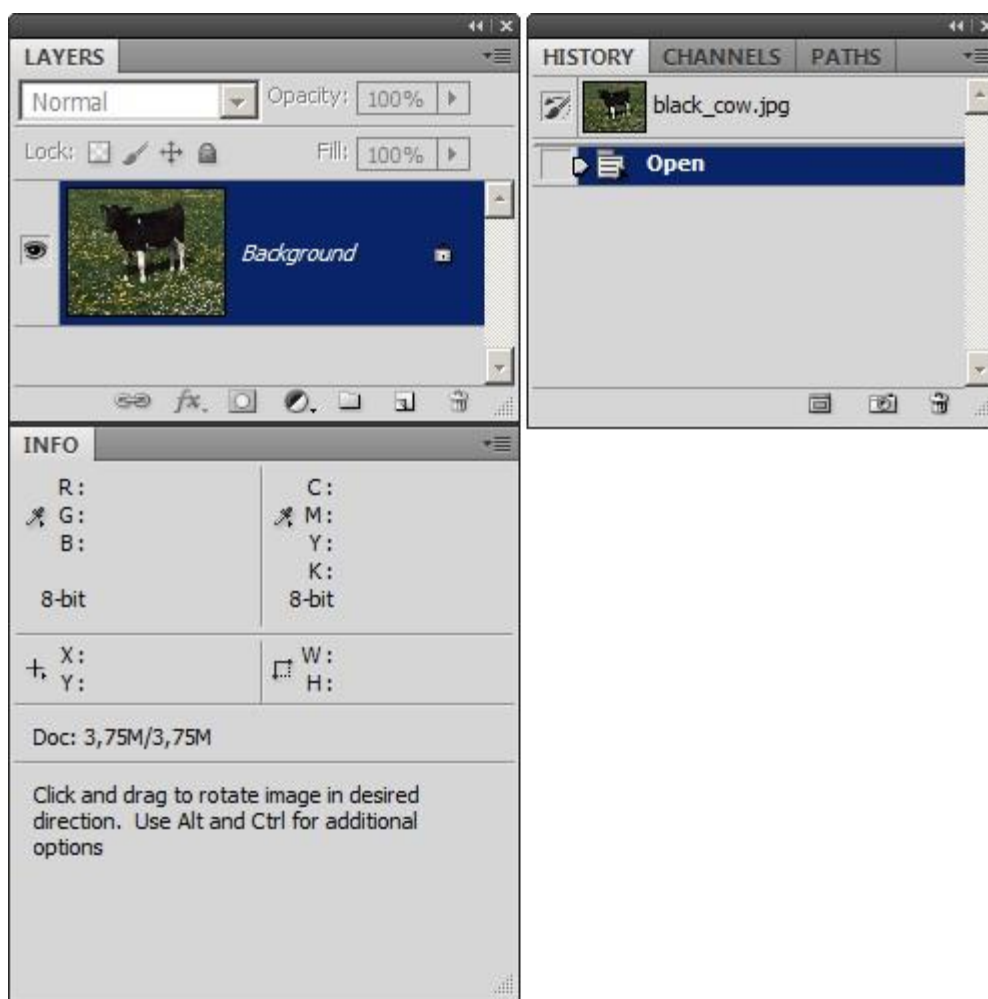 LAYERS
Normal
Opacity: 100%
Lock:
Fill: 100%
Background
fx.
HISTORY CHANNELS PATHS
black_cow.jpg
Open
INFO
R:
G:
B:
8-bit
C:
M:
Y:
K:
8-bit
X:
Y:
W:
H:
Doc: 3,75M/3,75M
Click and drag to rotate image in desired
direction. Use Alt and Ctrl for additional
options